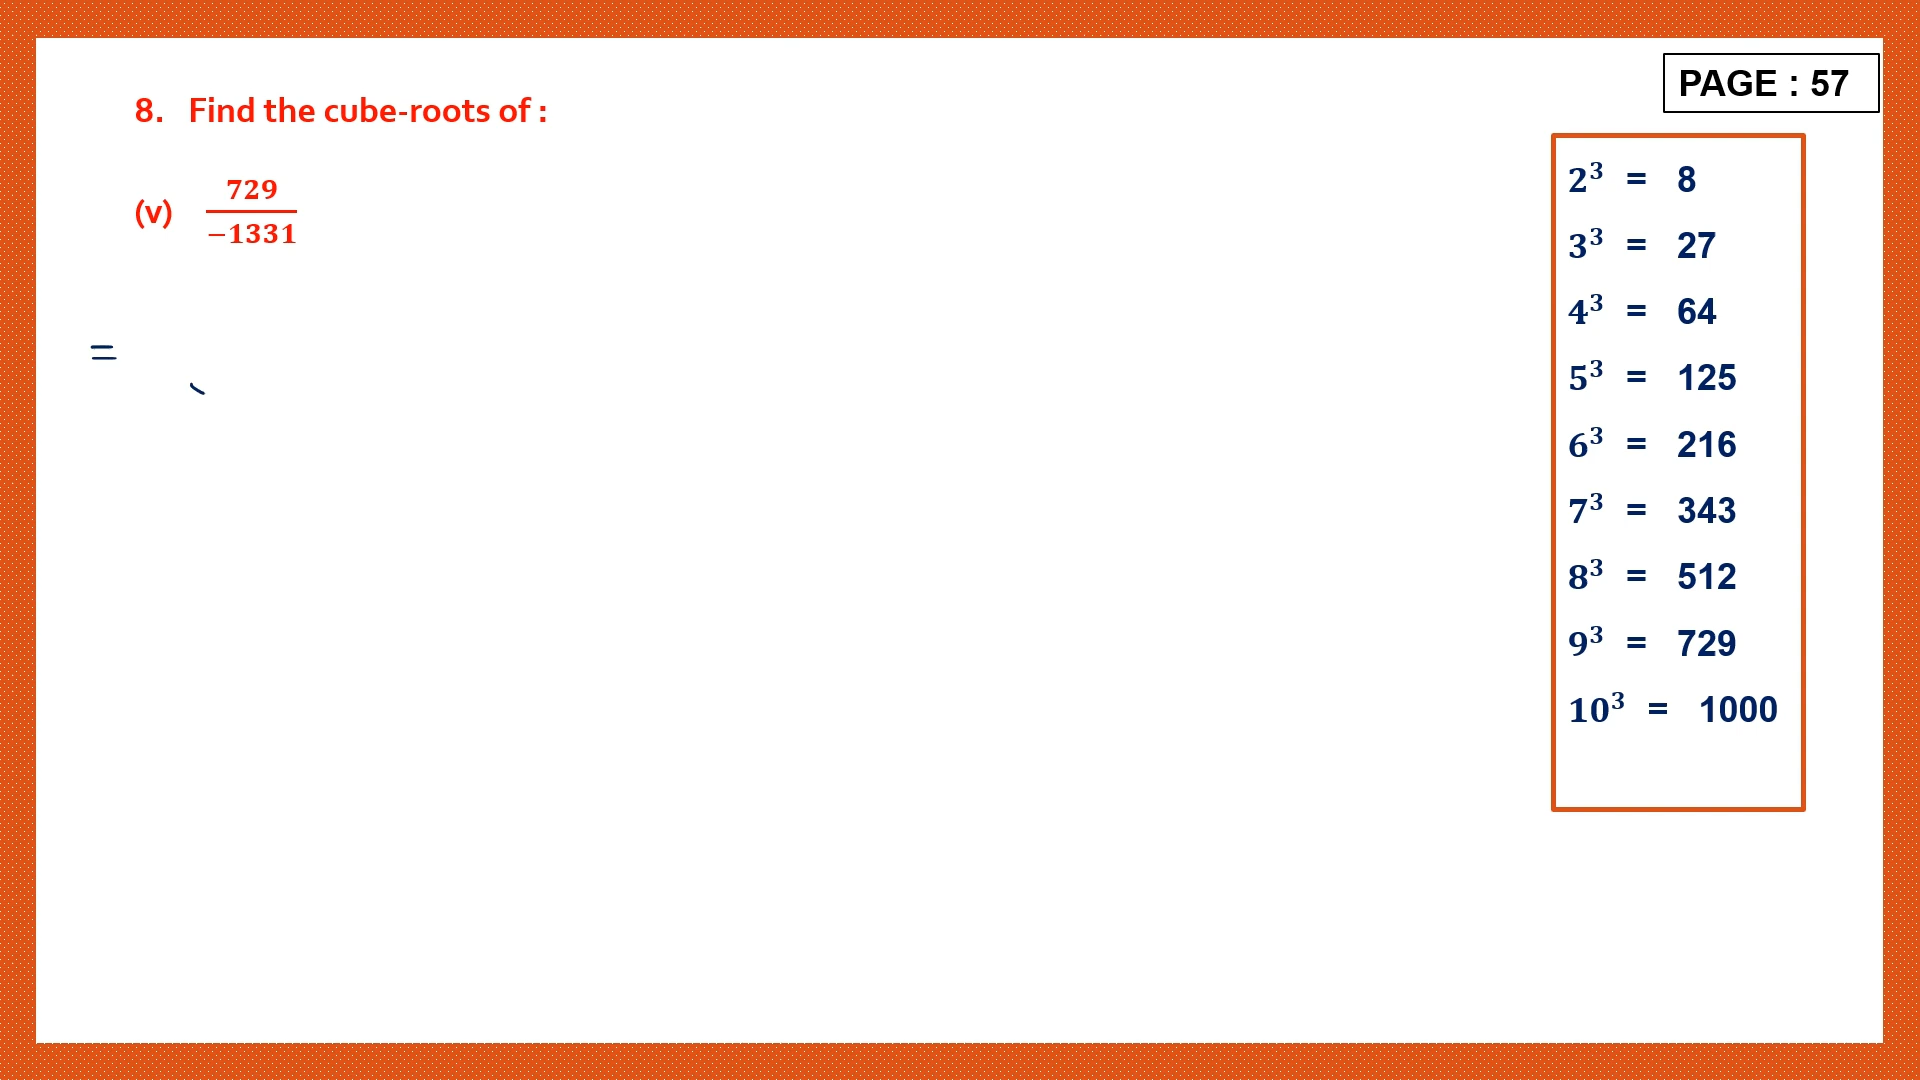 PAGE : 57
8. Find the cube-roots of :
(v) 729/−1331
=
2³ = 8
3³ = 27
4³ = 64
5³ = 125
6³ = 216
7³ = 343
8³ = 512
9³ = 729
10³ = 1000